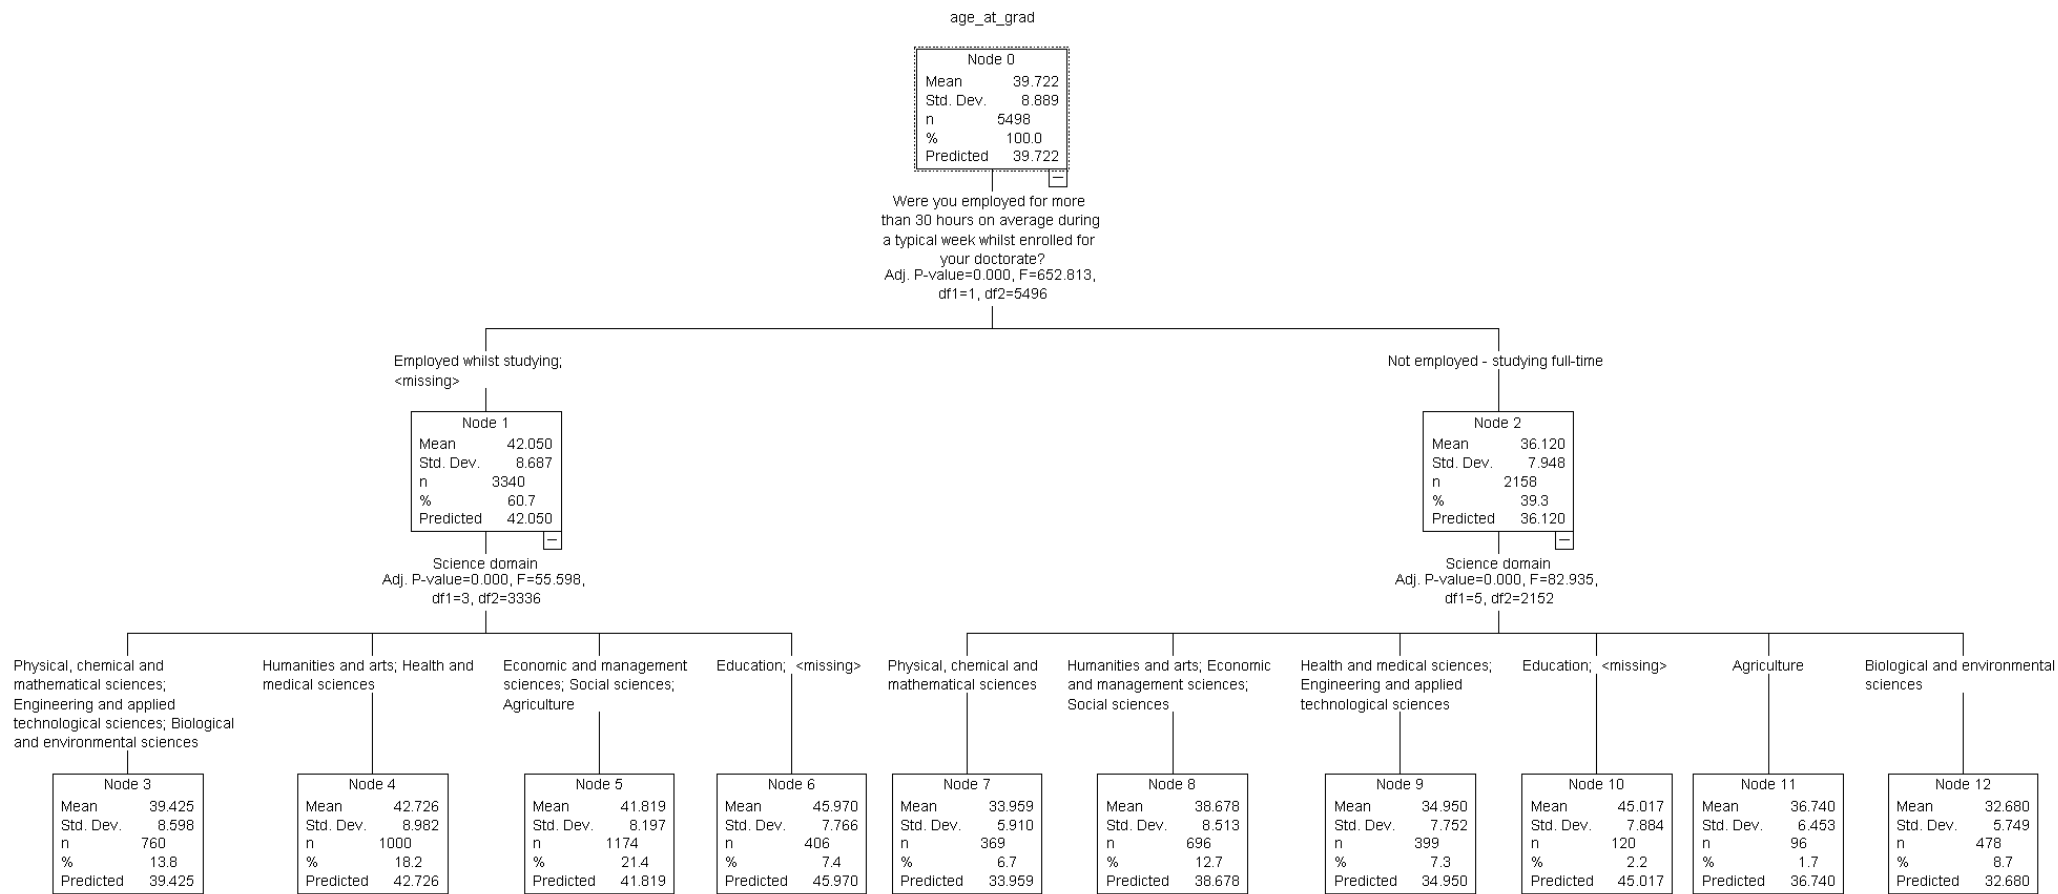 age_at_grad
Node 0
Mean 39.722
Std. Dev. 8.889
n 5498
% 100.0
Predicted 39.722
Were you employed for more
than 30 hours on average during
a typical week whilst enrolled for
your doctorate?
Adj. P-value=0.000, F=652.813,
df1=1, df2=5496
Employed whilst studying;
<missing>
Node 1
Mean 42.050
Std. Dev. 8.687
n 3340
% 60.7
Predicted 42.050
Science domain
Adj. P-value=0.000, F=55.598,
df1=3, df2=3336
Not employed - studying full-time
Node 2
Mean 36.120
Std. Dev. 7.948
n 2158
% 39.3
Predicted 36.120
Science domain
Adj. P-value=0.000, F=82.935,
df1=5, df2=2152
Physical, chemical and
mathematical sciences;
Engineering and applied
technological sciences; Biological
and environmental sciences
Node 3
Mean 39.425
Std. Dev. 8.598
n 760
% 13.8
Predicted 39.425
Humanities and arts; Health and
medical sciences
Node 4
Mean 42.726
Std. Dev. 8.982
n 1000
% 18.2
Predicted 42.726
Economic and management
sciences; Social sciences;
Agriculture
Node 5
Mean 41.819
Std. Dev. 8.197
n 1174
% 21.4
Predicted 41.819
Education; <missing>
Node 6
Mean 45.970
Std. Dev. 7.766
n 406
% 7.4
Predicted 45.970
Physical, chemical and
mathematical sciences
Node 7
Mean 33.959
Std. Dev. 5.910
n 369
% 6.7
Predicted 33.959
Humanities and arts; Economic
and management sciences;
Social sciences
Node 8
Mean 38.678
Std. Dev. 8.513
n 696
% 12.7
Predicted 38.678
Health and medical sciences;
Engineering and applied
technological sciences
Node 9
Mean 34.950
Std. Dev. 7.752
n 399
% 7.3
Predicted 34.950
Education; <missing>
Node 10
Mean 45.017
Std. Dev. 7.884
n 120
% 2.2
Predicted 45.017
Agriculture
Node 11
Mean 36.740
Std. Dev. 6.453
n 96
% 1.7
Predicted 36.740
Biological and environmental
sciences
Node 12
Mean 32.680
Std. Dev. 5.749
n 478
% 8.7
Predicted 32.680